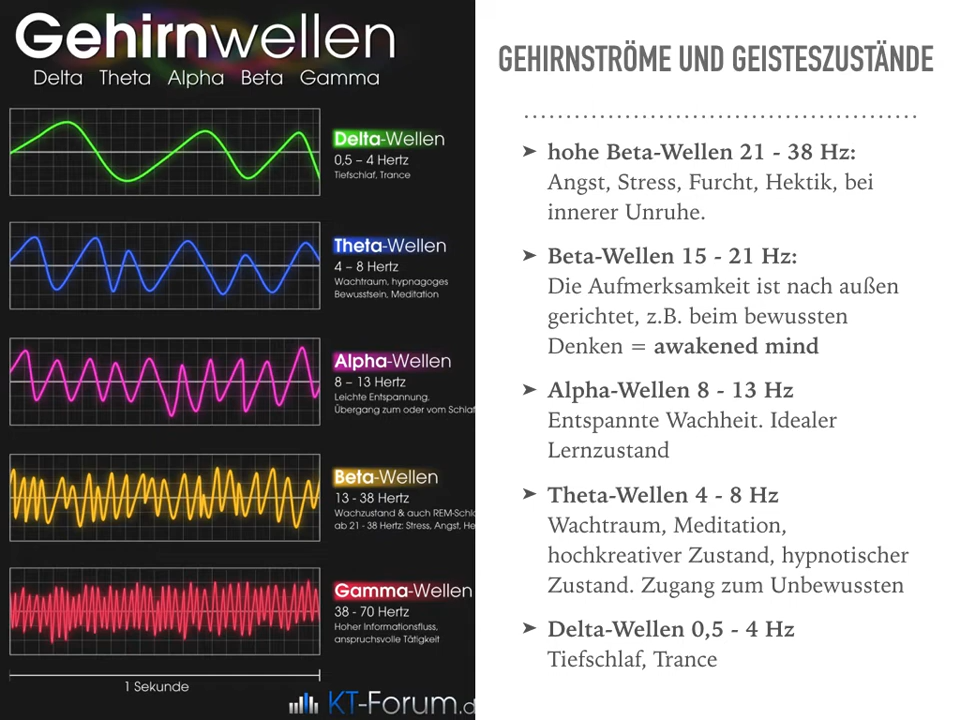 Gehirnwellen
Delta Theta Alpha Beta Gamma
Delta-Wellen
0,5 – 4 Hertz
Tiefschlaf, Trance
Theta-Wellen
4 – 8 Hertz
Wachtraum, hypnagoges
Bewusstsein, Meditation
Alpha-Wellen
8 – 13 Hertz
Leichte Entspannung,
Übergang zum oder vom Schlaf
Beta-Wellen
13 - 38 Hertz
Wachzustand & auch REM-Schl
ab 21 - 38 Hertz: Stress, Angst, He
Gamma-Wellen
38 - 70 Hertz
Hoher Informationsfluss,
anspruchsvolle Tätigkeit
1 Sekunde
KT-Forum.d
GEHIRNSTRÖME UND GEISTESZUSTÄNDE
➤ hohe Beta-Wellen 21 - 38 Hz:
Angst, Stress, Furcht, Hektik, bei
innerer Unruhe.
➤ Beta-Wellen 15 - 21 Hz:
Die Aufmerksamkeit ist nach außen
gerichtet, z.B. beim bewussten
Denken = awakened mind
➤ Alpha-Wellen 8 - 13 Hz
Entspannte Wachheit. Idealer
Lernzustand
➤ Theta-Wellen 4 - 8 Hz
Wachtraum, Meditation,
hochkreativer Zustand, hypnotischer
Zustand. Zugang zum Unbewussten
➤ Delta-Wellen 0,5 - 4 Hz
Tiefschlaf, Trance